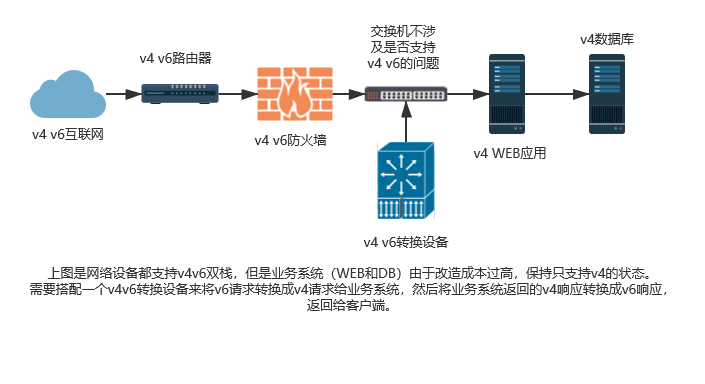 交换机不涉
及是否支持
v4 v6的问题
v4 v6路由器
v4数据库
v4 v6互联网
v4 v6防火墙
v4 WEB应用
v4 v6转换设备
上图是网络设备都支持v4v6双栈，但是业务系统（WEB和DB）由于改造成本过高，保持只支持v4的状态。
需要搭配一个v4v6转换设备来将v6请求转换成v4请求给业务系统，然后将业务系统返回的v4响应转换成v6响应，
返回给客户端。